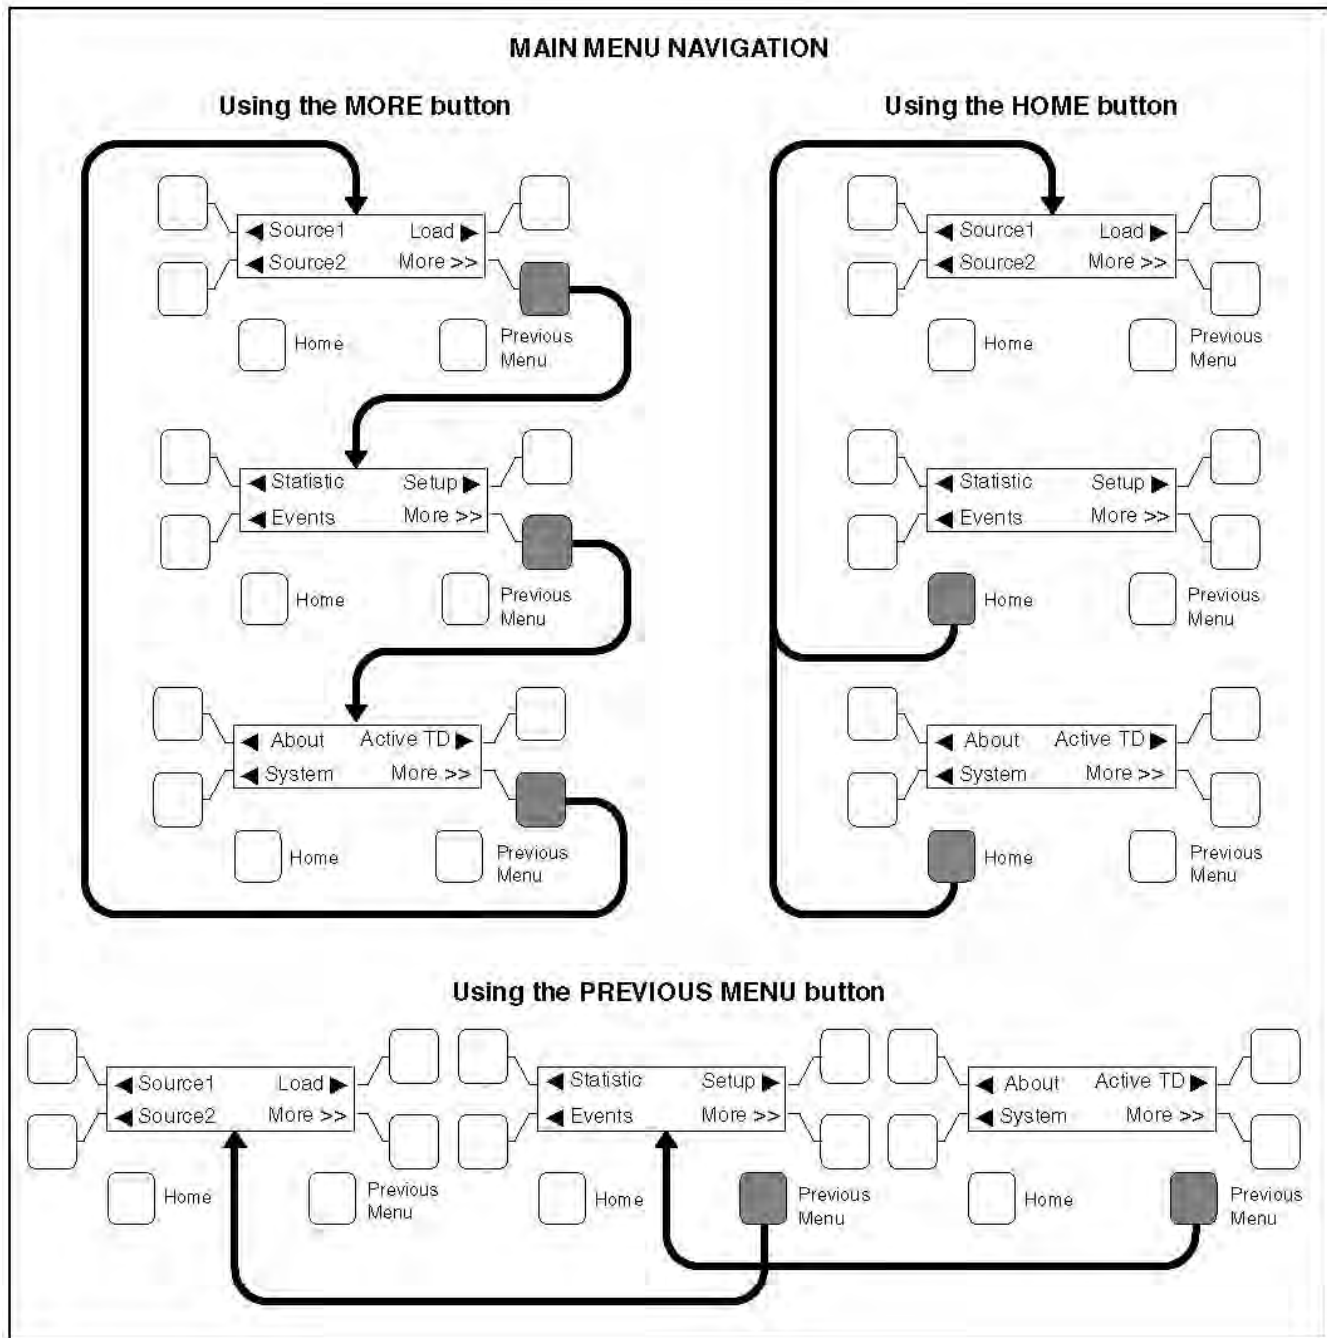 MAIN MENU NAVIGATION
Using the MORE button
◀ Source1 Load ▶
◀ Source2 More >>
Home
Previous
Menu
◀ Statistic Setup ▶
◀ Events More >>
Home
Previous
Menu
◀ About Active TD ▶
◀ System More >>
Home
Previous
Menu
Using the HOME button
◀ Source1 Load ▶
◀ Source2 More >>
Home
Previous
Menu
◀ Statistic Setup ▶
◀ Events More >>
Home
Previous
Menu
◀ About Active TD ▶
◀ System More >>
Home
Previous
Menu
Using the PREVIOUS MENU button
◀ Source1 Load ▶
◀ Source2 More >>
Home
Previous
Menu
◀ Statistic Setup ▶
◀ Events More >>
Home
Previous
Menu
◀ About Active TD ▶
◀ System More >>
Home
Previous
Menu